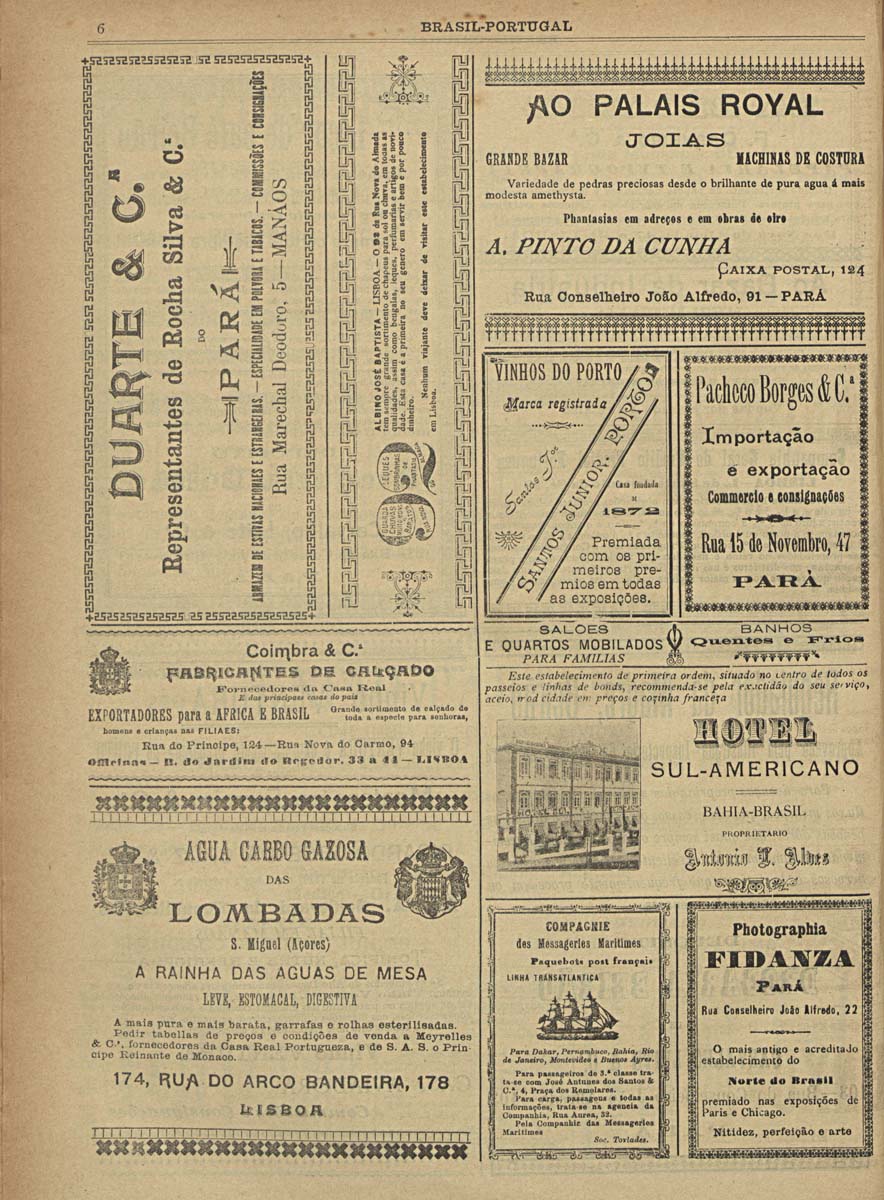 6
BRASIL-PORTUGAL
DUARTE & C.ª
Representantes de Rocha Silva & C.ª
DO
PARÁ
ARMAZEM DE ESTIVAS NACIONAES E ESTRANGEIRAS. — ESPECIALIDADE EM POLVORA E TABACOS. — COMMISSÕES E CONSIGNAÇÕES
Rua Marechal Deodoro, 5—MANÁOS
ALBINO JOSÉ BAPTISTA — LISBOA — O 92 da Rua Nova do Almada
tem sempre grande sortimento de chapeus para sol ou chuva, em todas as
qualidades, assim como bengalas, leques, perfumarias e artigos de novi-
dade. Esta casa é a primeira no seu genero em servir bem e por pouco
dinheiro.
Nenhum viajante deve deixar de visitar este estabelecimento
em Lisboa.
92
AO PALAIS ROYAL
JOIAS
GRANDE BAZAR MACHINAS DE COSTURA
Variedade de pedras preciosas desde o brilhante de pura agua á mais
modesta amethysta.
Phantasias em adreços e em obras de oiro
A. PINTO DA CUNHA
CAIXA POSTAL, 124
Rua Conselheiro João Alfredo, 91 — PARÁ
VINHOS DO PORTO
Marca registrada
Santos J.or
SANTOS JUNIOR. PORTO
Casa fundada
1872
Premiada
com os pri-
meiros pre-
mios em todas
as exposições.
Pacheco Borges & C.ª
Importação
e exportação
Commercio e consignações
Rua 15 de Novembro, 47
PARÁ
Coimbra & C.ª
FABRICANTES DE CALÇADO
Fornecedores da Casa Real
E das principaes casas do paiz
EXPORTADORES para a AFRICA E BRASIL
Grande sortimento de calçado de
toda a especie para senhoras,
homens e crianças nas FILIAES:
Rua do Principe, 124—Rua Nova do Carmo, 94
Officinas — R. do Jardim do Regedor. 33 a 41 — LISBOA
SALÕES
E QUARTOS MOBILADOS
PARA FAMILIAS
BANHOS
Quentes e Frios
Este estabelecimento de primeira ordem, situado no centro de todos os
passeios e linhas de bonds, recommenda-se pela exactidão do seu serviço,
aceio, modicidade em preços e cozinha franceza
HOTEL
SUL-AMERICANO
BAHIA-BRASIL
PROPRIETARIO
Antonio L. Alves
AGUA CARBO GAZOSA
DAS
LOMBADAS
S. Miguel (Açores)
A RAINHA DAS AGUAS DE MESA
LEVE, ESTOMACAL, DIGESTIVA
A mais pura e mais barata, garrafas e rolhas esterilisadas.
Pedir tabellas de preços e condições de venda a Meyrelles
& C.ª, fornecedores da Casa Real Portugueza, e de S. A. S. o Prin-
cipe Reinante de Monaco.
174, RUA DO ARCO BANDEIRA, 178
LISBOA
COMPAGNIE
des Messageries Maritimes
Paquebots post français
LINHA TRANSATLANTICA
Para Dakar, Pernambuco, Bahia, Rio
de Janeiro, Montevideo e Buenos Ayres.
Para passageiros de 3.ª classe tra-
ta-se com José Antunes dos Santos &
C.ª, 4, Praça dos Remolares.
Para carga, passagens e todas as
informações, trata-se na agencia da
Companhia, Rua Aurea, 32.
Pela Companhie das Messageries
Maritimes
Soc. Torlades.
Photographia
FIDANZA
PARÁ
Rua Conselheiro João Alfredo, 22
O mais antigo e acreditado
estabelecimento do
Norte do Brasil
premiado nas exposições de
Paris e Chicago.
Nitidez, perfeição e arte